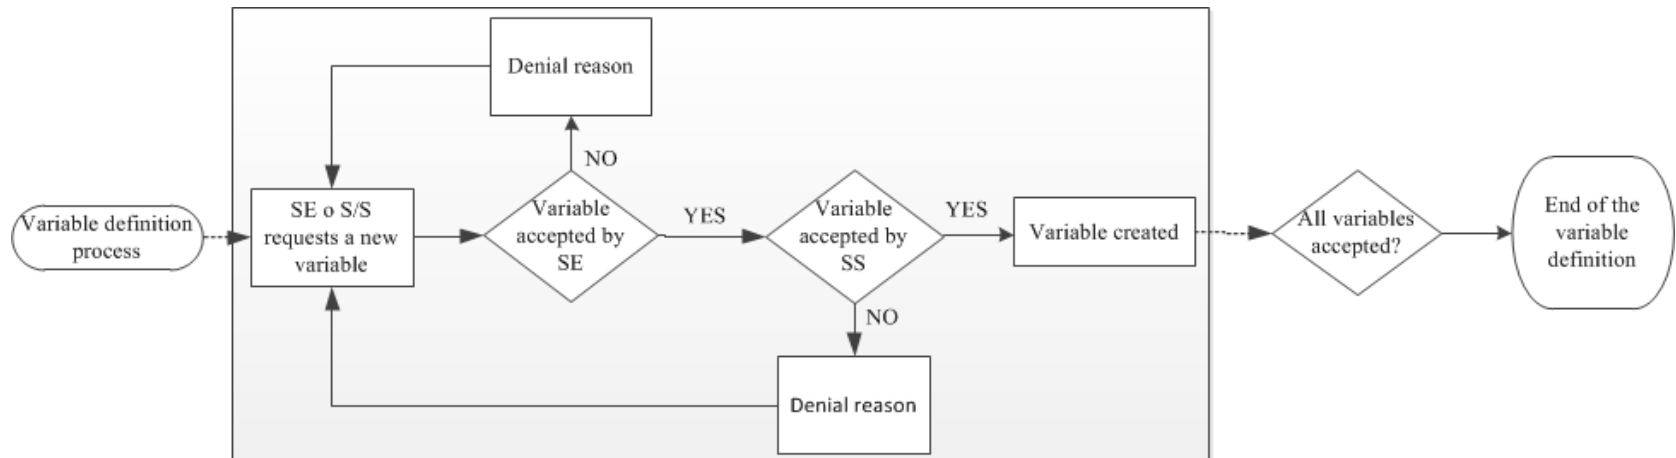 Variable definition
process
SE o S/S
requests a new
variable
Denial reason
NO
Variable
accepted by
SE
YES
Variable
accepted by
SS
NO
Denial reason
YES
Variable created
All variables
accepted?
End of the
variable
definition